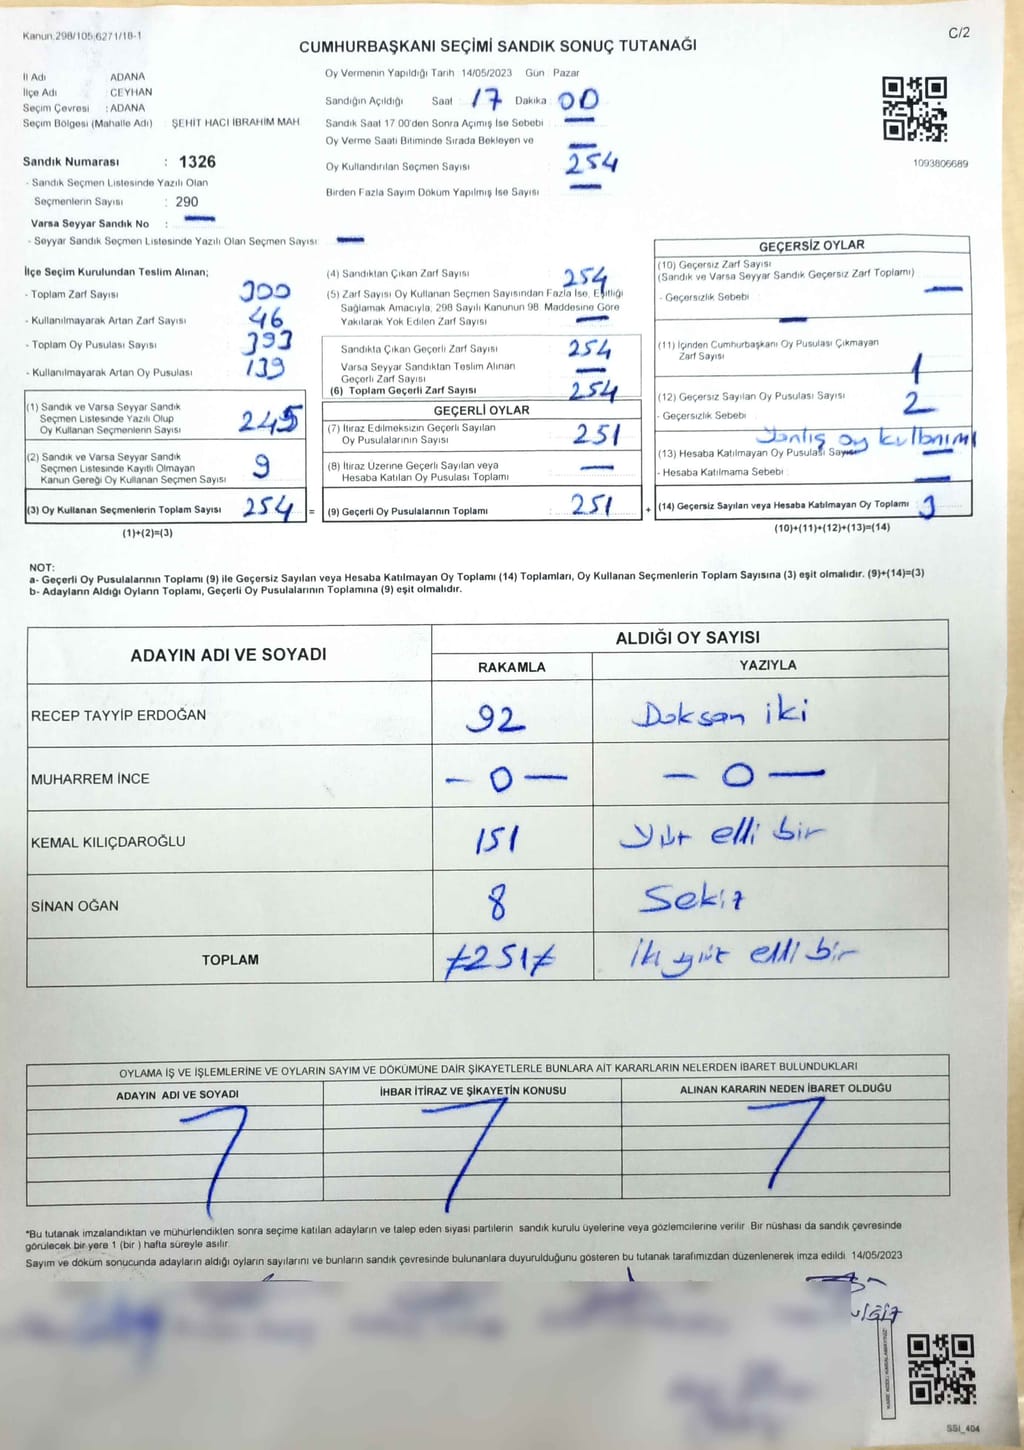 Kanun 298/105,6271/18-1
C/2
CUMHURBAŞKANI SEÇİMİ SANDIK SONUÇ TUTANAĞI
İl Adı : ADANA
İlçe Adı : CEYHAN
Seçim Çevresi : ADANA
Seçim Bölgesi (Mahalle Adı) : ŞEHİT HACI İBRAHİM MAH.
Sandık Numarası : 1326
- Sandık Seçmen Listesinde Yazılı Olan
Seçmenlerin Sayısı : 290
Varsa Seyyar Sandık No : —
- Seyyar Sandık Seçmen Listesinde Yazılı Olan Seçmen Sayısı: —
Oy Vermenin Yapıldığı Tarih 14/05/2023 Gün : Pazar
Sandığın Açıldığı Saat : 17 Dakika : 00
Sandık Saat 17 00'den Sonra Açımış İse Sebebi : —
Oy Verme Saati Bitiminde Sırada Bekleyen ve —
Oy Kullandırılan Seçmen Sayısı : 254
Birden Fazla Sayım Döküm Yapılmış İse Sayısı : —
1093806689
İlçe Seçim Kurulundan Teslim Alınan;
- Toplam Zarf Sayısı : 300
- Kullanılmayarak Artan Zarf Sayısı : 46
- Toplam Oy Pusulası Sayısı : 393
- Kullanılmayarak Artan Oy Pusulası : 139
(1) Sandık ve Varsa Seyyar Sandık
Seçmen Listesinde Yazılı Olup
Oy Kullanan Seçmenlerin Sayısı : 245
(2) Sandık ve Varsa Seyyar Sandık
Seçmen Listesinde Kayıtlı Olmayan
Kanun Gereği Oy Kullanan Seçmen Sayısı : 9
(3) Oy Kullanan Seçmenlerin Toplam Sayısı : 254 =
(1)+(2)=(3)
(4) Sandıktan Çıkan Zarf Sayısı : 254
(5) Zarf Sayısı Oy Kullanan Seçmen Sayısından Fazla İse, Eşitliği
Sağlamak Amacıyla, 298 Sayılı Kanunun 98. Maddesine Göre
Yakılarak Yok Edilen Zarf Sayısı : —
Sandıkta Çıkan Geçerli Zarf Sayısı : 254
Varsa Seyyar Sandıktan Teslim Alınan
Geçerli Zarf Sayısı : —
(6) Toplam Geçerli Zarf Sayısı : 254
GEÇERLİ OYLAR
(7) İtiraz Edilmeksizin Geçerli Sayılan
Oy Pusulalarının Sayısı : 251
(8) İtiraz Üzerine Geçerli Sayılan veya
Hesaba Katılan Oy Pusulası Toplamı : —
(9) Geçerli Oy Pusulalarının Toplamı : 251 +
GEÇERSİZ OYLAR
(10) Geçersiz Zarf Sayısı
(Sandık ve Varsa Seyyar Sandık Geçersiz Zarf Toplamı) : —
- Geçersizlik Sebebi : —
(11) İçinden Cumhurbaşkanı Oy Pusulası Çıkmayan
Zarf Sayısı : 1
(12) Geçersiz Sayılan Oy Pusulası Sayısı : 2
- Geçersizlik Sebebi : Yanlış oy kullanımı
(13) Hesaba Katılmayan Oy Pusulası Sayısı : —
- Hesaba Katılmama Sebebi : —
(14) Geçersiz Sayılan veya Hesaba Katılmayan Oy Toplamı : 3
(10)+(11)+(12)+(13)=(14)
NOT:
a- Geçerli Oy Pusulalarının Toplamı (9) ile Geçersiz Sayılan veya Hesaba Katılmayan Oy Toplamı (14) Toplamları, Oy Kullanan Seçmenlerin Toplam Sayısına (3) eşit olmalıdır. (9)+(14)=(3)
b- Adayların Aldığı Oyların Toplamı, Geçerli Oy Pusulalarının Toplamına (9) eşit olmalıdır.
ADAYIN ADI VE SOYADI ALDIĞI OY SAYISI
RAKAMLA YAZIYLA
RECEP TAYYİP ERDOĞAN 92 Doksan iki
MUHARREM İNCE — 0 — — 0 —
KEMAL KILIÇDAROĞLU 151 Yüz elli bir
SİNAN OĞAN 8 Sekiz
TOPLAM ≠251≠ iki yüz elli bir
OYLAMA İŞ VE İŞLEMLERİNE VE OYLARIN SAYIM VE DÖKÜMÜNE DAİR ŞİKAYETLERLE BUNLARA AİT KARARLARIN NELERDEN İBARET BULUNDUKLARI
ADAYIN ADI VE SOYADI İHBAR İTİRAZ VE ŞİKAYETİN KONUSU ALINAN KARARIN NEDEN İBARET OLDUĞU
*Bu tutanak imzalandıktan ve mühürlendikten sonra seçime katılan adayların ve talep eden siyasi partilerin sandık kurulu üyelerine veya gözlemcilerine verilir. Bir nüshası da sandık çevresinde
görülecek bir yere 1 (bir ) hafta süreyle asılır.
Sayım ve döküm sonucunda adayların aldığı oyların sayılarını ve bunların sandık çevresinde bulunanlara duyurulduğunu gösteren bu tutanak tarafımızdan düzenlenerek imza edildi. 14/05/2023
SSI_404